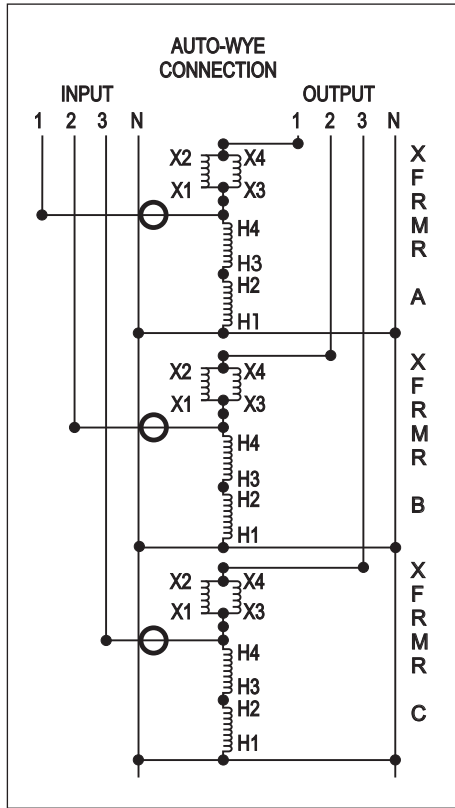 AUTO-WYE
CONNECTION
INPUT OUTPUT
1 2 3 N 1 2 3 N
X2 X4
X1 X3
H4
H3
H2
H1
X
F
R
M
R
A
X2 X4
X1 X3
H4
H3
H2
H1
X
F
R
M
R
B
X2 X4
X1 X3
H4
H3
H2
H1
X
F
R
M
R
C